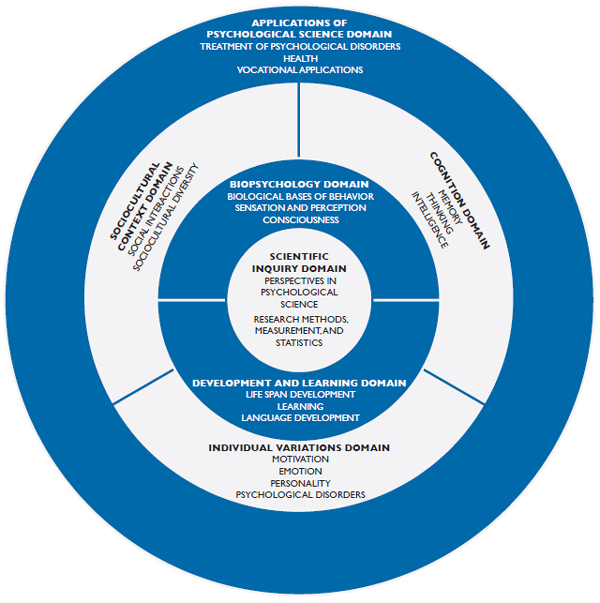 APPLICATIONS OF
PSYCHOLOGICAL SCIENCE DOMAIN
TREATMENT OF PSYCHOLOGICAL DISORDERS
HEALTH
VOCATIONAL APPLICATIONS
SOCIOCULTURAL
CONTEXT DOMAIN
SOCIAL INTERACTIONS
SOCIOCULTURAL DIVERSITY
COGNITION DOMAIN
MEMORY
THINKING
INTELLIGENCE
BIOPSYCHOLOGY DOMAIN
BIOLOGICAL BASES OF BEHAVIOR
SENSATION AND PERCEPTION
CONSCIOUSNESS
SCIENTIFIC
INQUIRY DOMAIN
PERSPECTIVES IN
PSYCHOLOGICAL
SCIENCE
RESEARCH METHODS,
MEASUREMENT, AND
STATISTICS
DEVELOPMENT AND LEARNING DOMAIN
LIFE SPAN DEVELOPMENT
LEARNING
LANGUAGE DEVELOPMENT
INDIVIDUAL VARIATIONS DOMAIN
MOTIVATION
EMOTION
PERSONALITY
PSYCHOLOGICAL DISORDERS